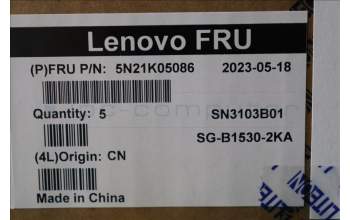 Lenovo FRU
(P)FRU P/N: 5N21K05086 2023-05-18
Quantity: 5 SN3103B01
SG-B1530-2KA
(4L)Origin: CN
Made in China